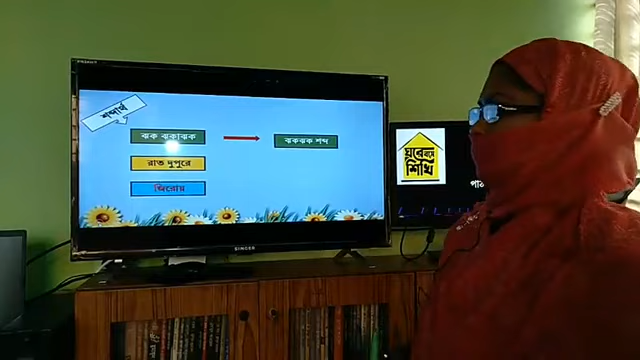 শব্দার্থ
ঝক ঝকাঝক
ঝকঝক শব্দ
রাত দুপুরে
জিরোয়
SINGER
ঘরে বসে
শিখি